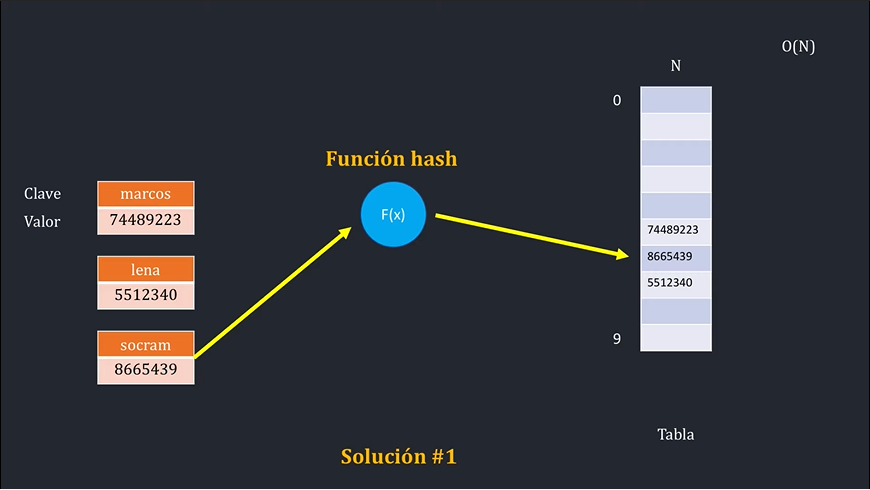 O(N)
N
0
Función hash
Clave
marcos
Valor
74489223
F(x)
74489223
8665439
5512340
lena
5512340
socram
8665439
9
Tabla
Solución #1